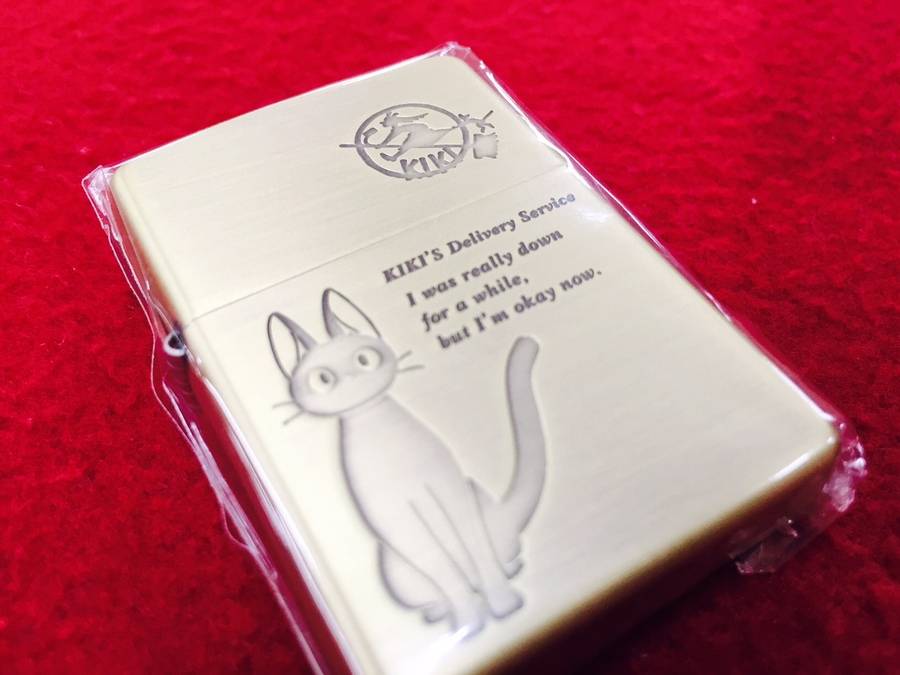 KIKI
KIKI'S Delivery Service
I was really down
for a while,
but I'm okay now.